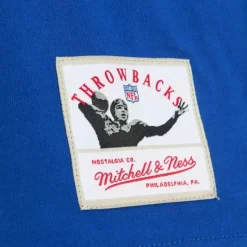 THROWBACKS
NFL
NOSTALGIA CO.
Mitchell & Ness
PHILADELPHIA, PA.